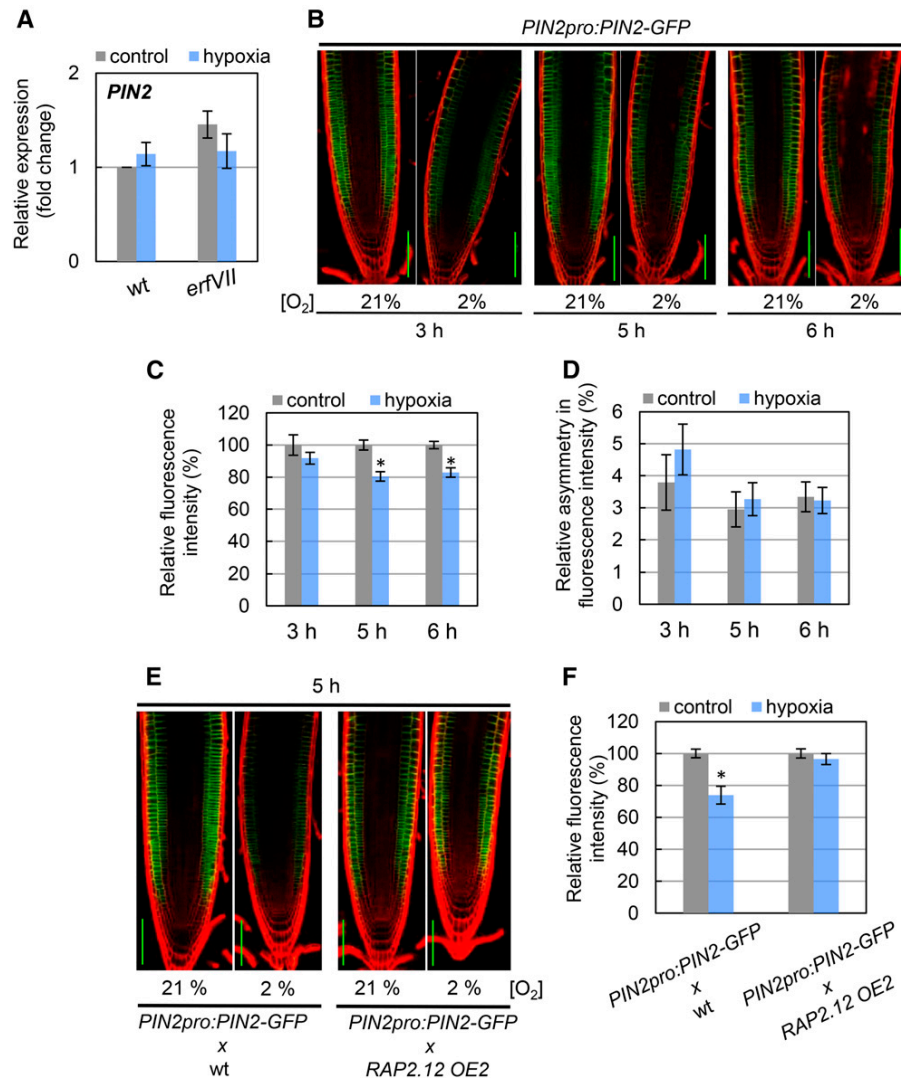 A
control hypoxia
PIN2
Relative expression
(fold change)
2
1
0
wt erfVII
B
PIN2pro:PIN2-GFP
[O₂] 21% 2% 21% 2% 21% 2%
3 h 5 h 6 h
C
control hypoxia
Relative fluorescence
intensity (%)
120
100
80
60
40
20
0
* *
3 h 5 h 6 h
D
control hypoxia
Relative asymmetry in
fluorescence intensity (%)
6
5
4
3
2
1
0
3 h 5 h 6 h
E
5 h
21 % 2 % 21 % 2 % [O₂]
PIN2pro:PIN2-GFP
x
wt
PIN2pro:PIN2-GFP
x
RAP2.12 OE2
F
control hypoxia
Relative fluorescence
intensity (%)
120
100
80
60
40
20
0
*
PIN2pro:PIN2-GFP
x
wt
PIN2pro:PIN2-GFP
x
RAP2.12 OE2